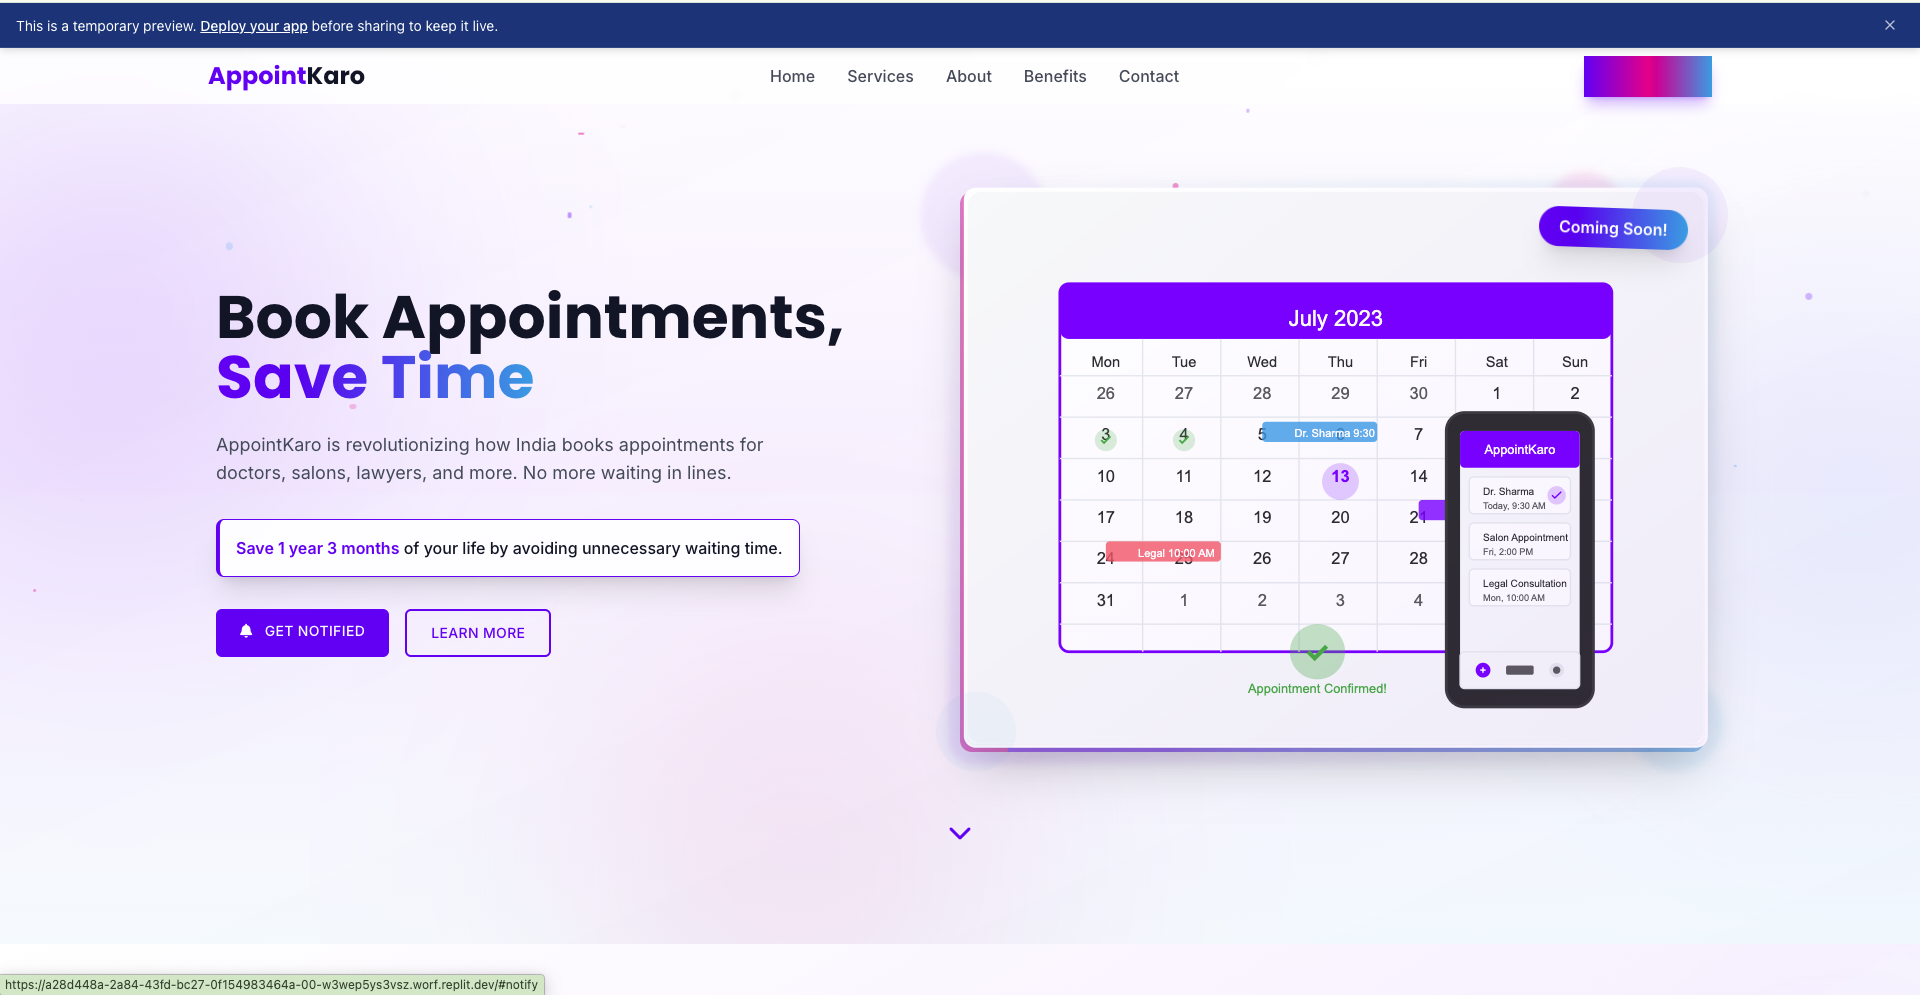 This is a temporary preview. Deploy your app before sharing to keep it live.
AppointKaro
Home Services About Benefits Contact
Coming Soon!
Book Appointments,
Save Time
AppointKaro is revolutionizing how India books appointments for
doctors, salons, lawyers, and more. No more waiting in lines.
Save 1 year 3 months of your life by avoiding unnecessary waiting time.
GET NOTIFIED LEARN MORE
July 2023
Mon Tue Wed Thu Fri Sat Sun
26 27 28 29 30 1 2
3 4 5 Dr. Sharma 9:30 7
10 11 12 13 14
17 18 19 20 21
24 Legal 10:00 AM 25 26 27 28
31 1 2 3 4
Appointment Confirmed!
AppointKaro
Dr. Sharma
Today, 9:30 AM
Salon Appointment
Fri, 2:00 PM
Legal Consultation
Mon, 10:00 AM
https://a28d448a-2a84-43fd-bc27-0f154983464a-00-w3wep5ys3vsz.worf.replit.dev/#notify